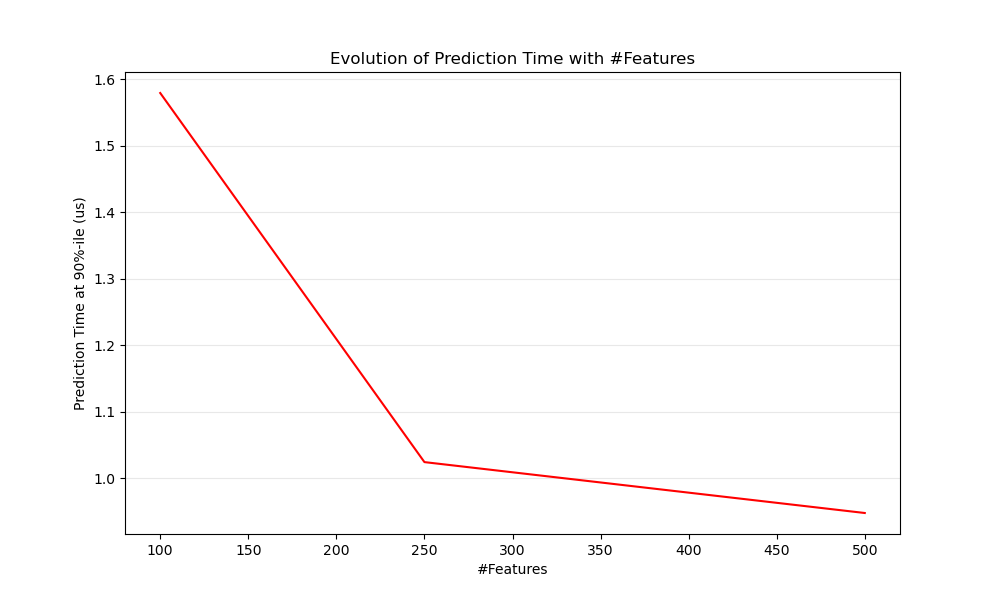 Evolution of Prediction Time with #Features
Prediction Time at 90%-ile (us)
1.6
1.5
1.4
1.3
1.2
1.1
1.0
100 150 200 250 300 350 400 450 500
#Features